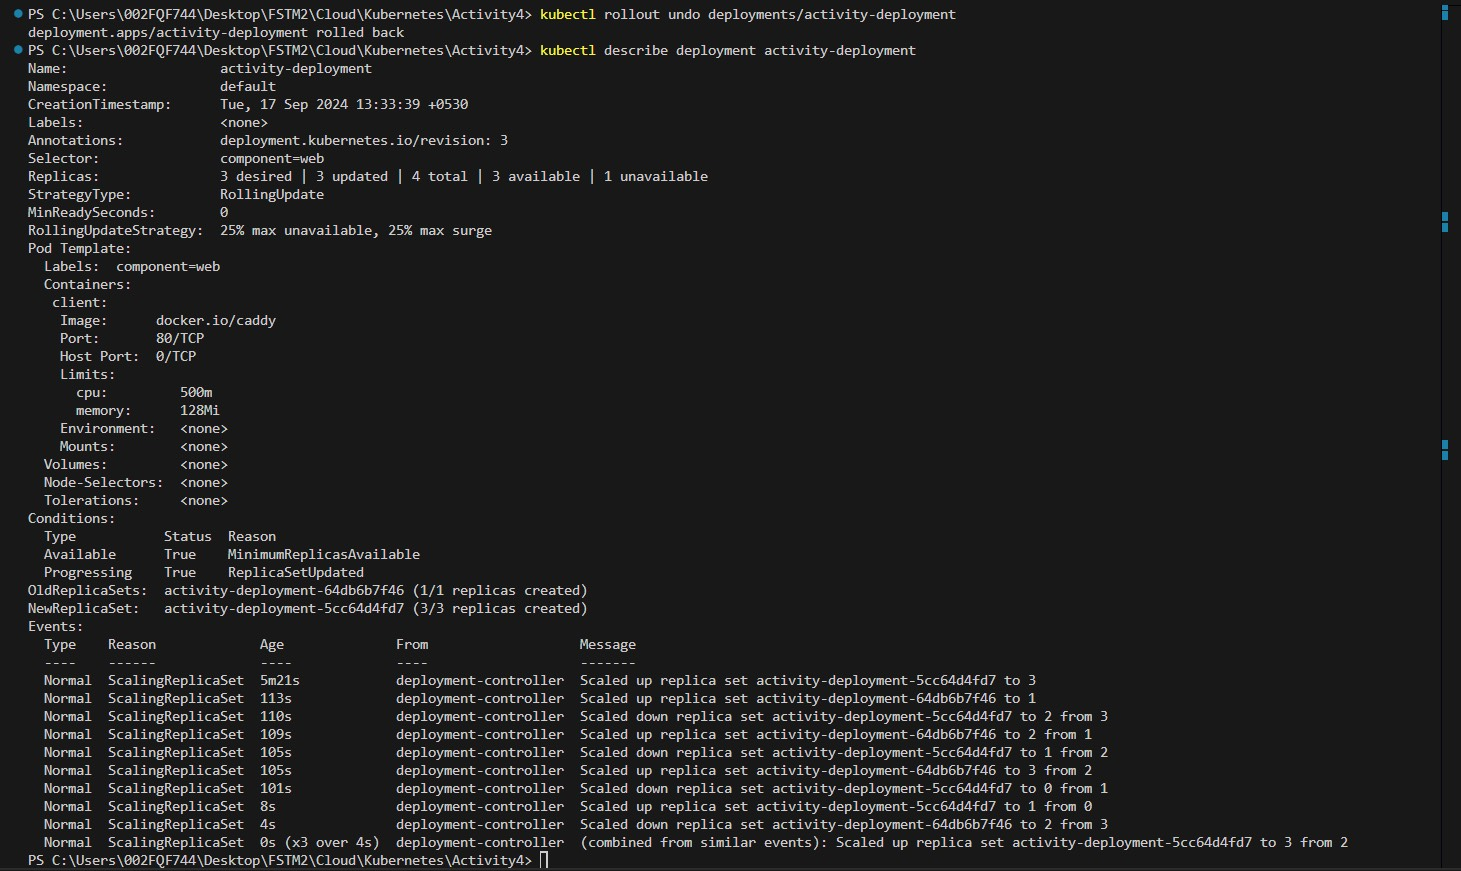 PS C:\Users\002FQF744\Desktop\FSTM2\Cloud\Kubernetes\Activity4> kubectl rollout undo deployments/activity-deployment
deployment.apps/activity-deployment rolled back
PS C:\Users\002FQF744\Desktop\FSTM2\Cloud\Kubernetes\Activity4> kubectl describe deployment activity-deployment
Name:                   activity-deployment
Namespace:              default
CreationTimestamp:      Tue, 17 Sep 2024 13:33:39 +0530
Labels:                 <none>
Annotations:            deployment.kubernetes.io/revision: 3
Selector:               component=web
Replicas:               3 desired | 3 updated | 4 total | 3 available | 1 unavailable
StrategyType:           RollingUpdate
MinReadySeconds:        0
RollingUpdateStrategy:  25% max unavailable, 25% max surge
Pod Template:
  Labels:  component=web
  Containers:
   client:
    Image:      docker.io/caddy
    Port:       80/TCP
    Host Port:  0/TCP
    Limits:
      cpu:         500m
      memory:      128Mi
    Environment:   <none>
    Mounts:        <none>
  Volumes:         <none>
  Node-Selectors:  <none>
  Tolerations:     <none>
Conditions:
  Type           Status  Reason
  Available      True    MinimumReplicasAvailable
  Progressing    True    ReplicaSetUpdated
OldReplicaSets:  activity-deployment-64db6b7f46 (1/1 replicas created)
NewReplicaSet:   activity-deployment-5cc64d4fd7 (3/3 replicas created)
Events:
  Type    Reason             Age              From                   Message
  ----    ------             ----             ----                   -------
  Normal  ScalingReplicaSet  5m21s            deployment-controller  Scaled up replica set activity-deployment-5cc64d4fd7 to 3
  Normal  ScalingReplicaSet  113s             deployment-controller  Scaled up replica set activity-deployment-64db6b7f46 to 1
  Normal  ScalingReplicaSet  110s             deployment-controller  Scaled down replica set activity-deployment-5cc64d4fd7 to 2 from 3
  Normal  ScalingReplicaSet  109s             deployment-controller  Scaled up replica set activity-deployment-64db6b7f46 to 2 from 1
  Normal  ScalingReplicaSet  105s             deployment-controller  Scaled down replica set activity-deployment-5cc64d4fd7 to 1 from 2
  Normal  ScalingReplicaSet  105s             deployment-controller  Scaled up replica set activity-deployment-64db6b7f46 to 3 from 2
  Normal  ScalingReplicaSet  101s             deployment-controller  Scaled down replica set activity-deployment-5cc64d4fd7 to 0 from 1
  Normal  ScalingReplicaSet  8s               deployment-controller  Scaled up replica set activity-deployment-5cc64d4fd7 to 1 from 0
  Normal  ScalingReplicaSet  4s               deployment-controller  Scaled down replica set activity-deployment-64db6b7f46 to 2 from 3
  Normal  ScalingReplicaSet  0s (x3 over 4s)  deployment-controller  (combined from similar events): Scaled up replica set activity-deployment-5cc64d4fd7 to 3 from 2
PS C:\Users\002FQF744\Desktop\FSTM2\Cloud\Kubernetes\Activity4>